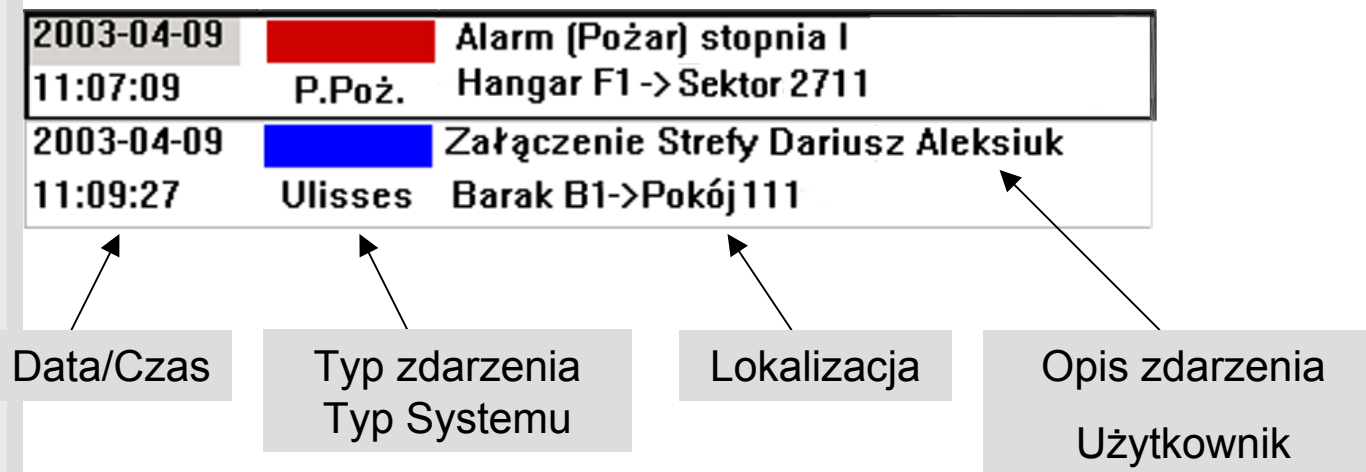 2003-04-09 Alarm (Pożar) stopnia I
11:07:09 P.Poż. Hangar F1 -> Sektor 2711
2003-04-09 Załączenie Strefy Dariusz Aleksiuk
11:09:27 Ulisses Barak B1->Pokój 111
Data/Czas Typ zdarzenia Lokalizacja Opis zdarzenia
Typ Systemu
Użytkownik